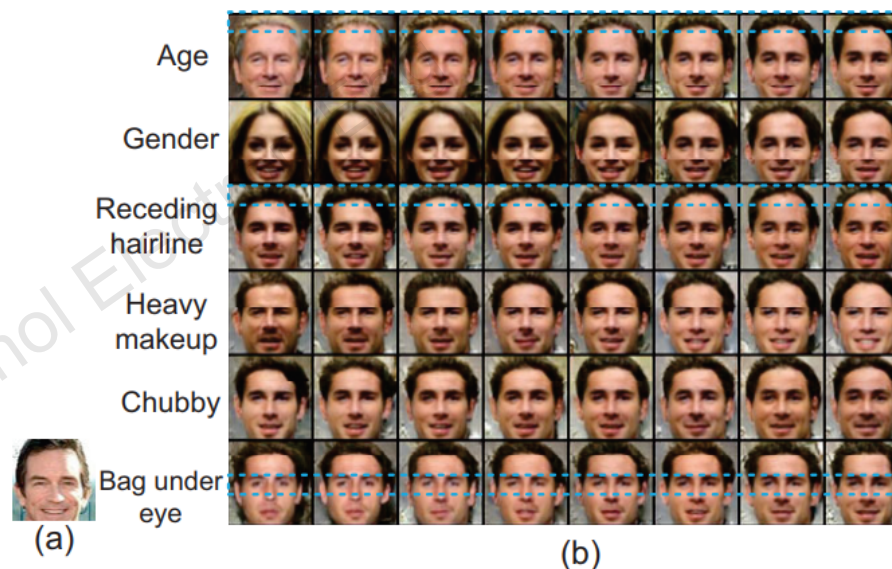 Age
Gender
Receding
hairline
Heavy
makeup
Chubby
Bag under
eye
(a)
(b)